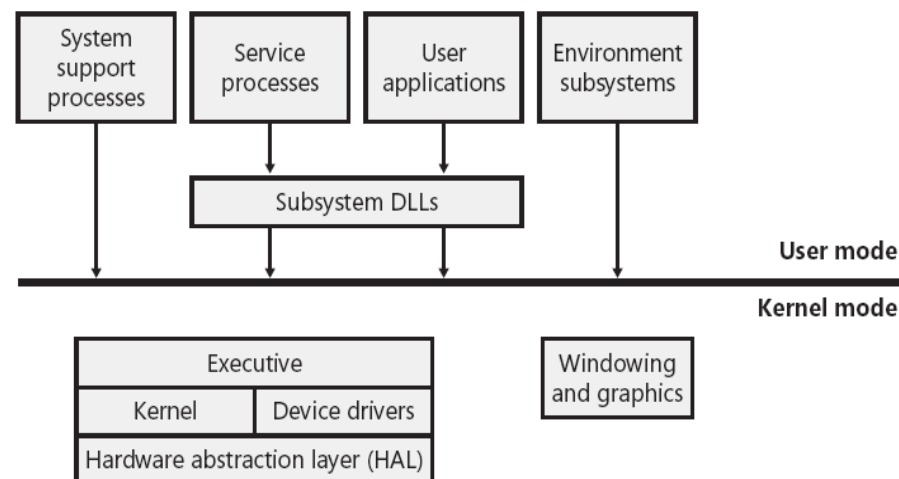 System
support
processes
Service
processes
User
applications
Environment
subsystems
Subsystem DLLs
User mode
Kernel mode
Executive
Kernel
Device drivers
Hardware abstraction layer (HAL)
Windowing
and graphics